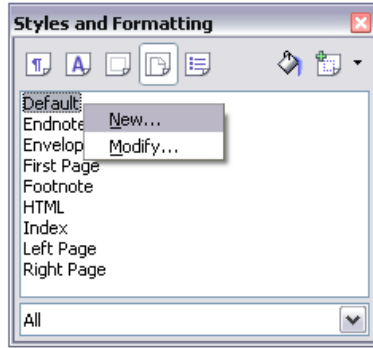 Styles and Formatting
Default
New...
Endnote
Modify...
Envelop
First Page
Footnote
HTML
Index
Left Page
Right Page
All